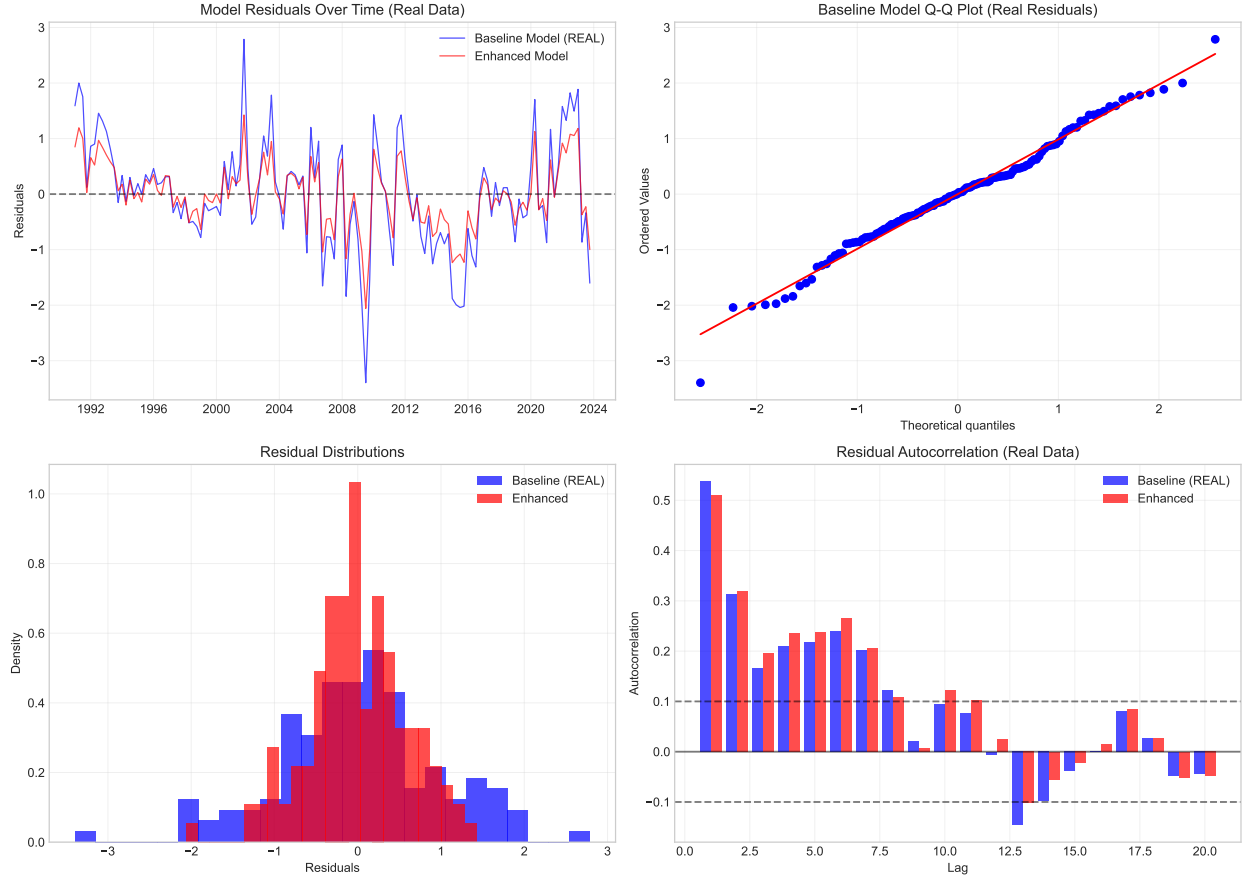 Model Residuals Over Time (Real Data)
Baseline Model (REAL)
Enhanced Model
Residuals
3
2
1
0
−1
−2
−3
1992 1996 2000 2004 2008 2012 2016 2020 2024
Baseline Model Q-Q Plot (Real Residuals)
Ordered Values
3
2
1
0
−1
−2
−3
−2 −1 0 1 2
Theoretical quantiles
Residual Distributions
Baseline (REAL)
Enhanced
Density
1.0
0.8
0.6
0.4
0.2
0.0
−3 −2 −1 0 1 2 3
Residuals
Residual Autocorrelation (Real Data)
Baseline (REAL)
Enhanced
Autocorrelation
0.5
0.4
0.3
0.2
0.1
0.0
−0.1
0.0 2.5 5.0 7.5 10.0 12.5 15.0 17.5 20.0
Lag